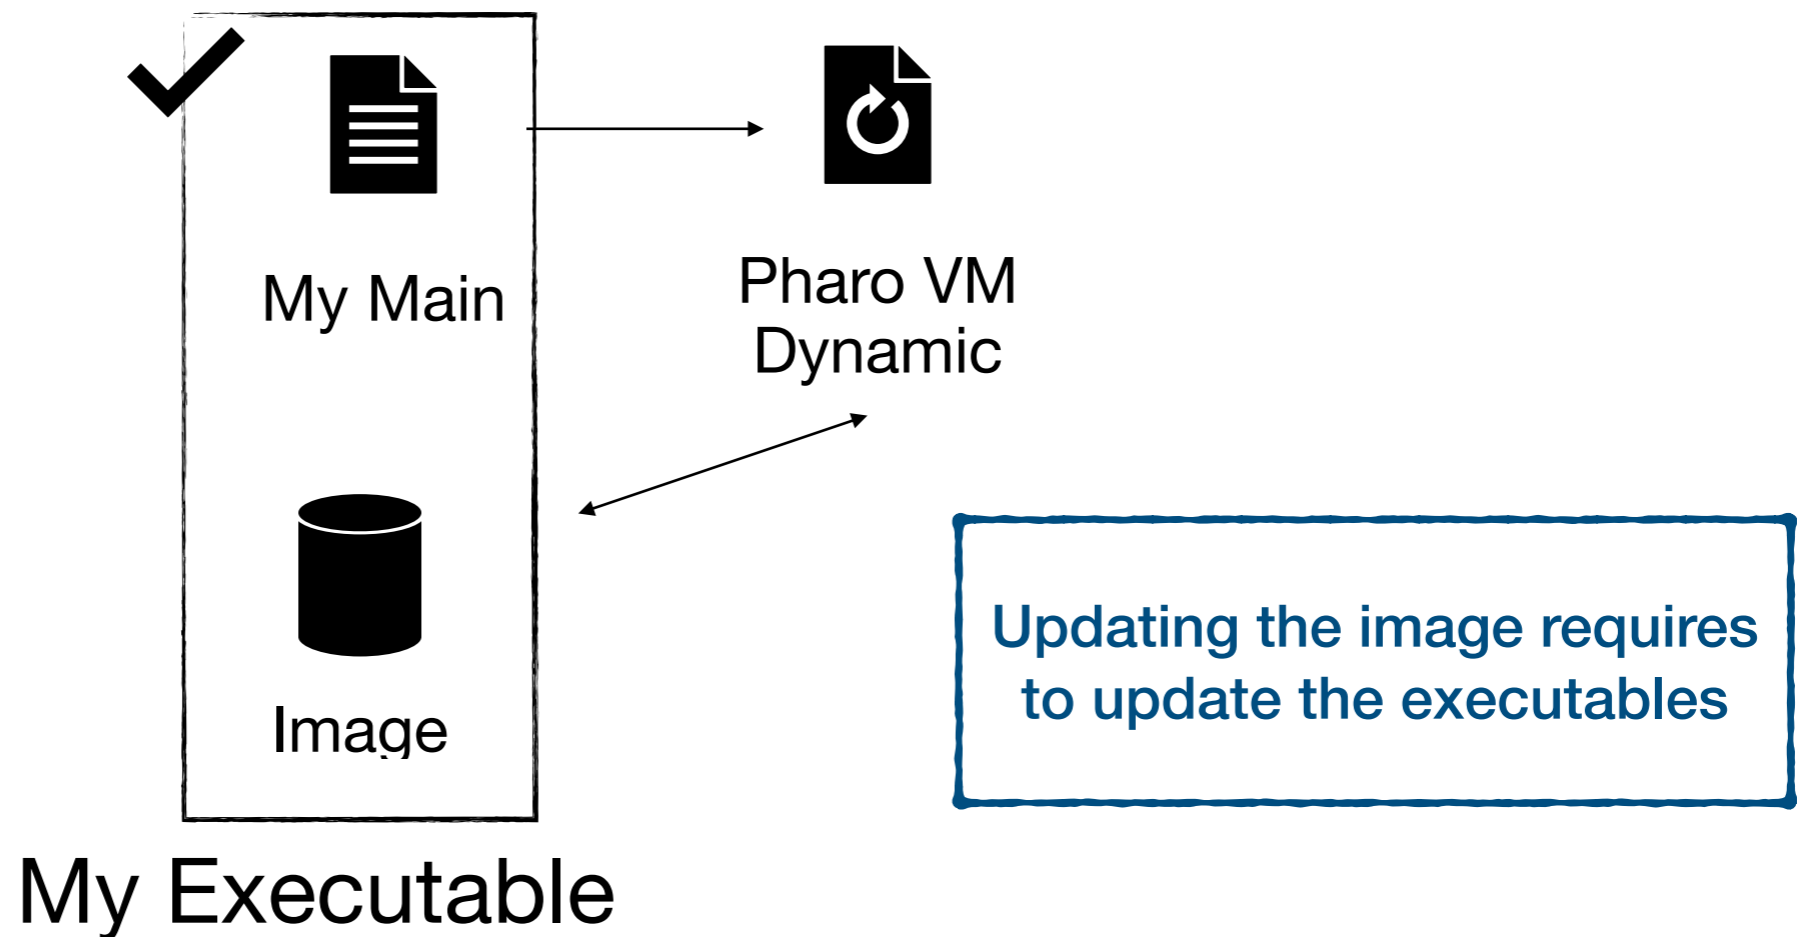 My Main
Pharo VM
Dynamic
Image
Updating the image requires
to update the executables
My Executable